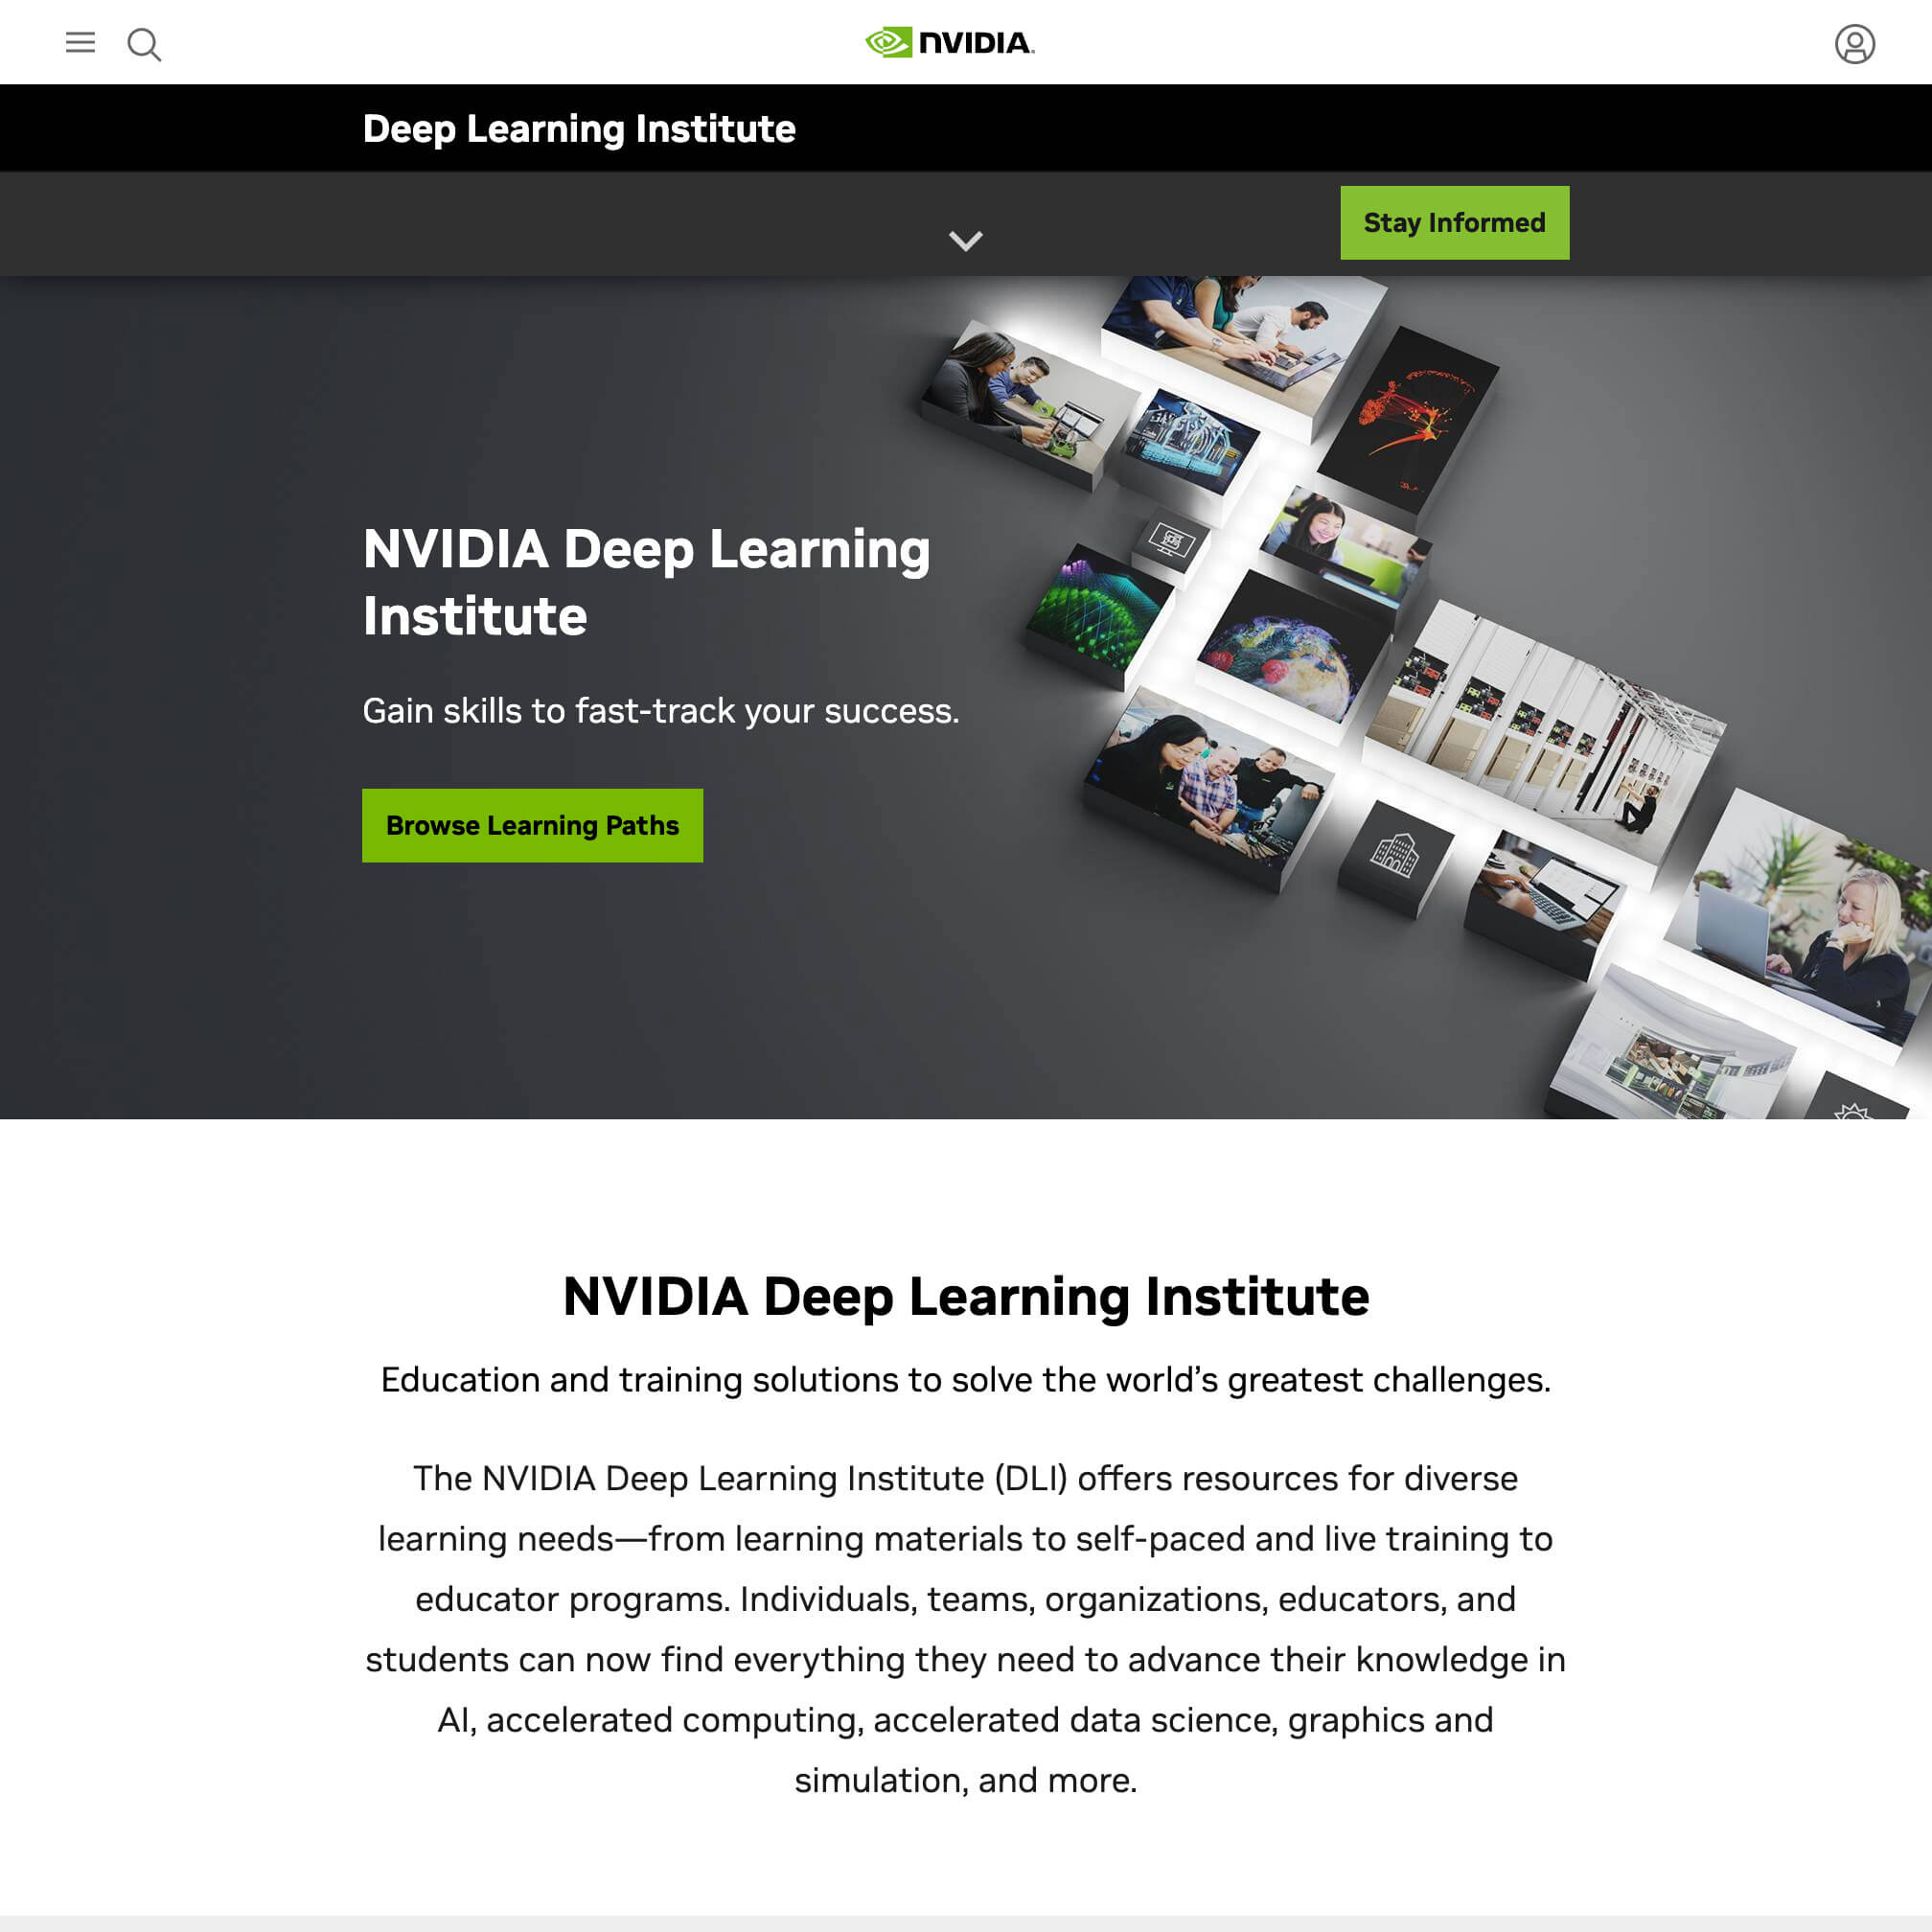 NVIDIA.
Deep Learning Institute
Stay Informed
NVIDIA Deep Learning
Institute
Gain skills to fast-track your success.
Browse Learning Paths
NVIDIA Deep Learning Institute
Education and training solutions to solve the world’s greatest challenges.
The NVIDIA Deep Learning Institute (DLI) offers resources for diverse
learning needs—from learning materials to self-paced and live training to
educator programs. Individuals, teams, organizations, educators, and
students can now find everything they need to advance their knowledge in
AI, accelerated computing, accelerated data science, graphics and
simulation, and more.